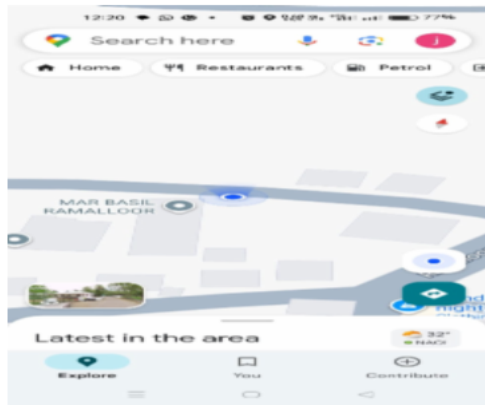 12:20
77%
Search here
j
Home
Restaurants
Petrol
MAR BASIL
RAMALLOOR
Latest in the area
32°
NAQI
Explore
You
Contribute